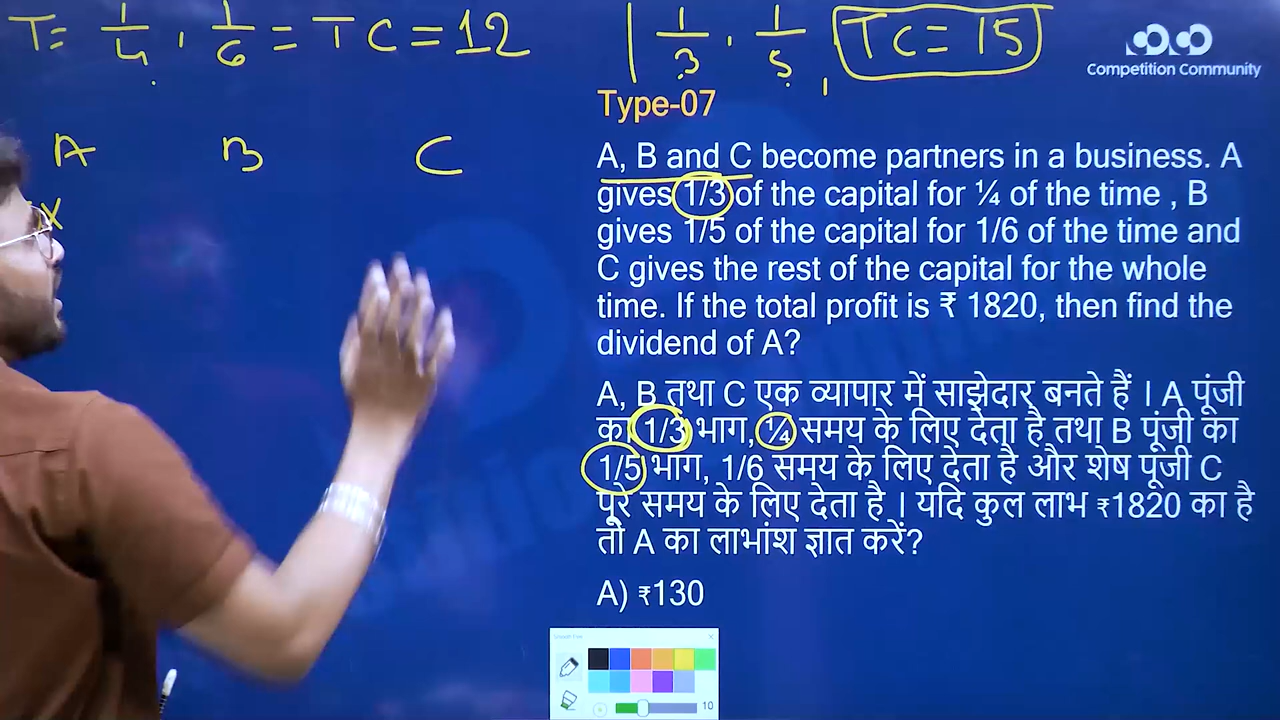 T= 1/4, 1/6 = TC=12 | 1/3, 1/5, TC=15
Competition Community
Type-07
A B C
x
A, B and C become partners in a business. A
gives 1/3 of the capital for ¼ of the time , B
gives 1/5 of the capital for 1/6 of the time and
C gives the rest of the capital for the whole
time. If the total profit is ₹ 1820, then find the
dividend of A?
A, B तथा C एक व्यापार में साझेदार बनते हैं । A पूंजी
का 1/3 भाग, ¼ समय के लिए देता है तथा B पूंजी का
1/5 भाग, 1/6 समय के लिए देता है और शेष पूंजी C
पूरे समय के लिए देता है । यदि कुल लाभ ₹1820 का है
तो A का लाभांश ज्ञात करें?
A) ₹130
10